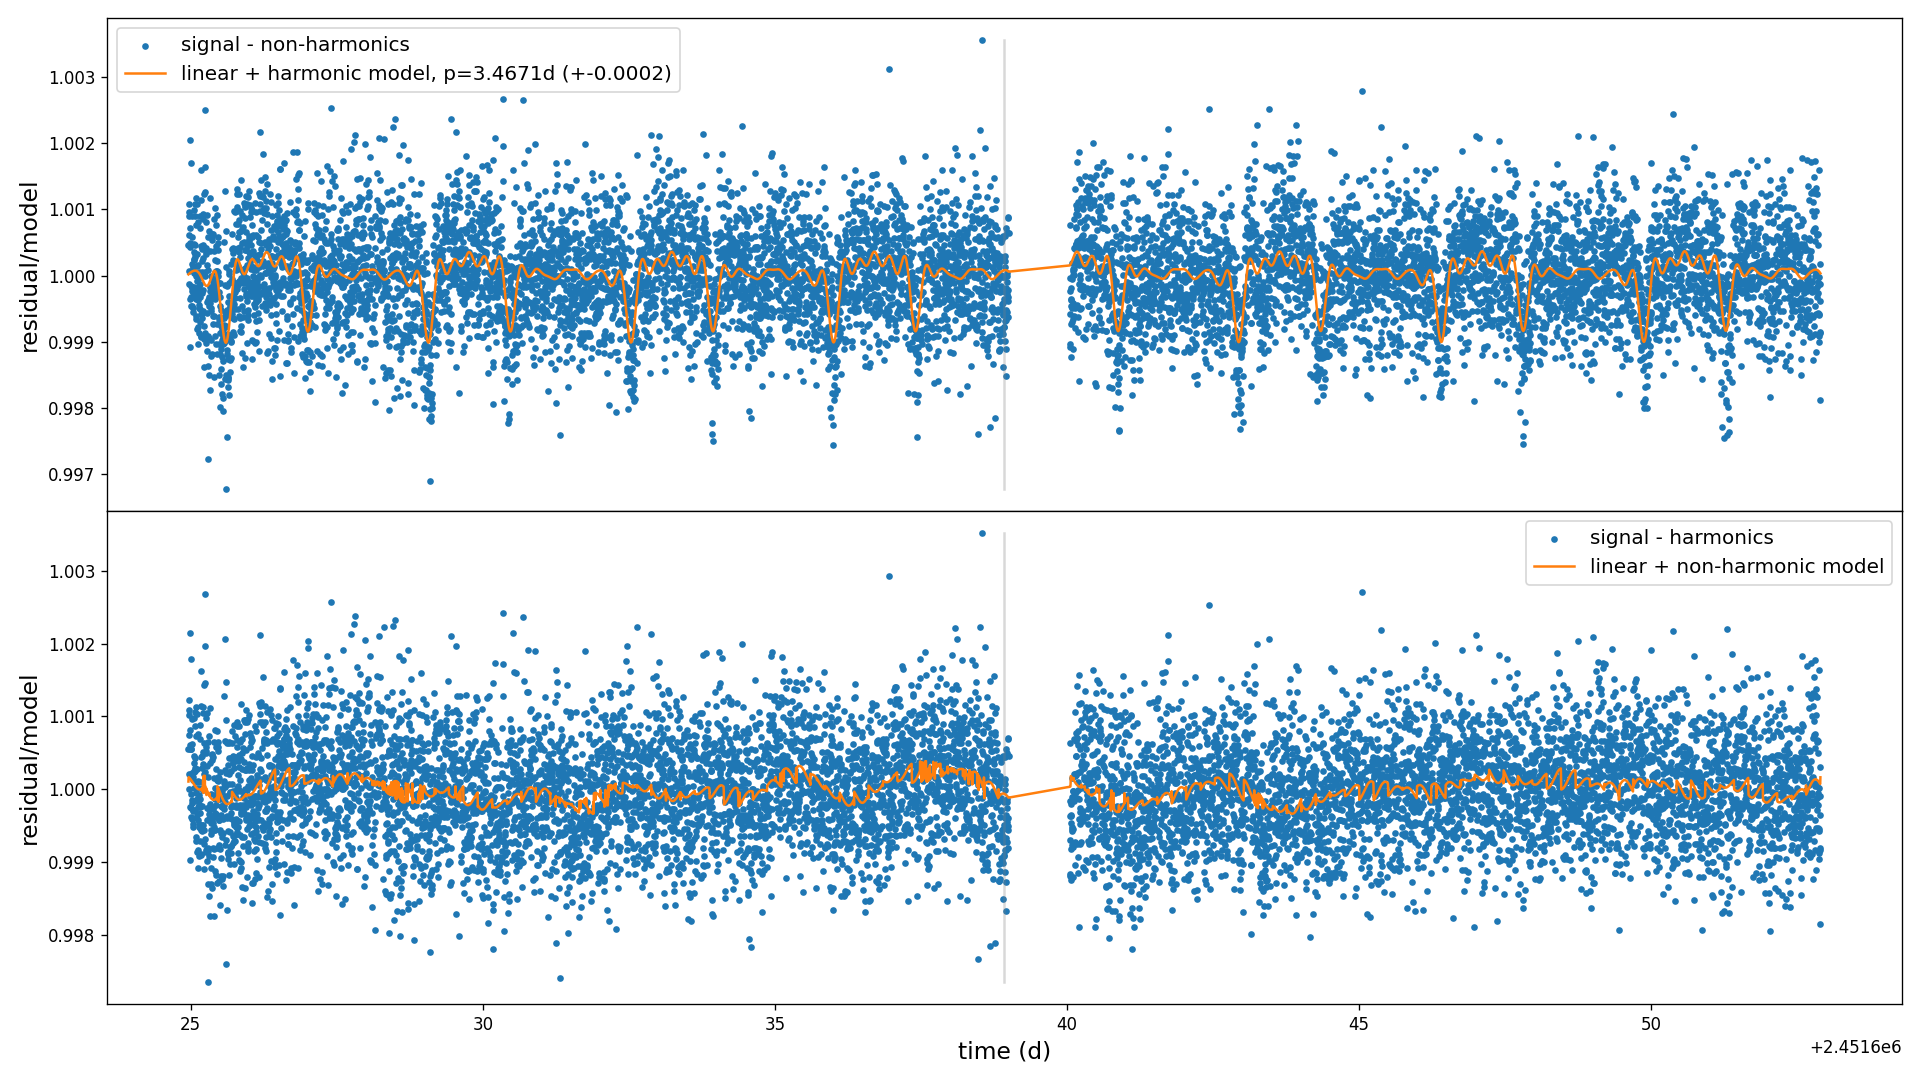 signal - non-harmonics
linear + harmonic model, p=3.4671d (+-0.0002)
1.003
1.002
1.001
1.000
0.999
0.998
0.997
residual/model
signal - harmonics
linear + non-harmonic model
1.003
1.002
1.001
1.000
0.999
0.998
residual/model
25
30
35
40
45
50
time (d)
+2.4516e6